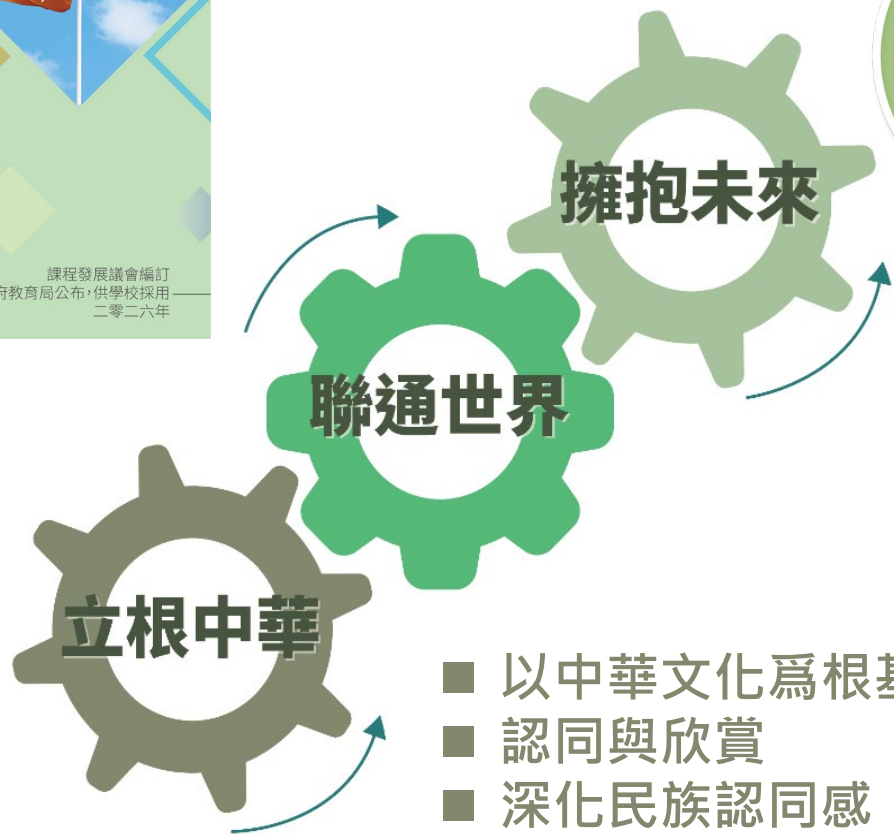 課程發展議會編訂
府教育局公布，供學校採用
二零二六年
擁抱未來
聯通世界
立根中華
■ 以中華文化爲根基
■ 認同與欣賞
■ 深化民族認同感